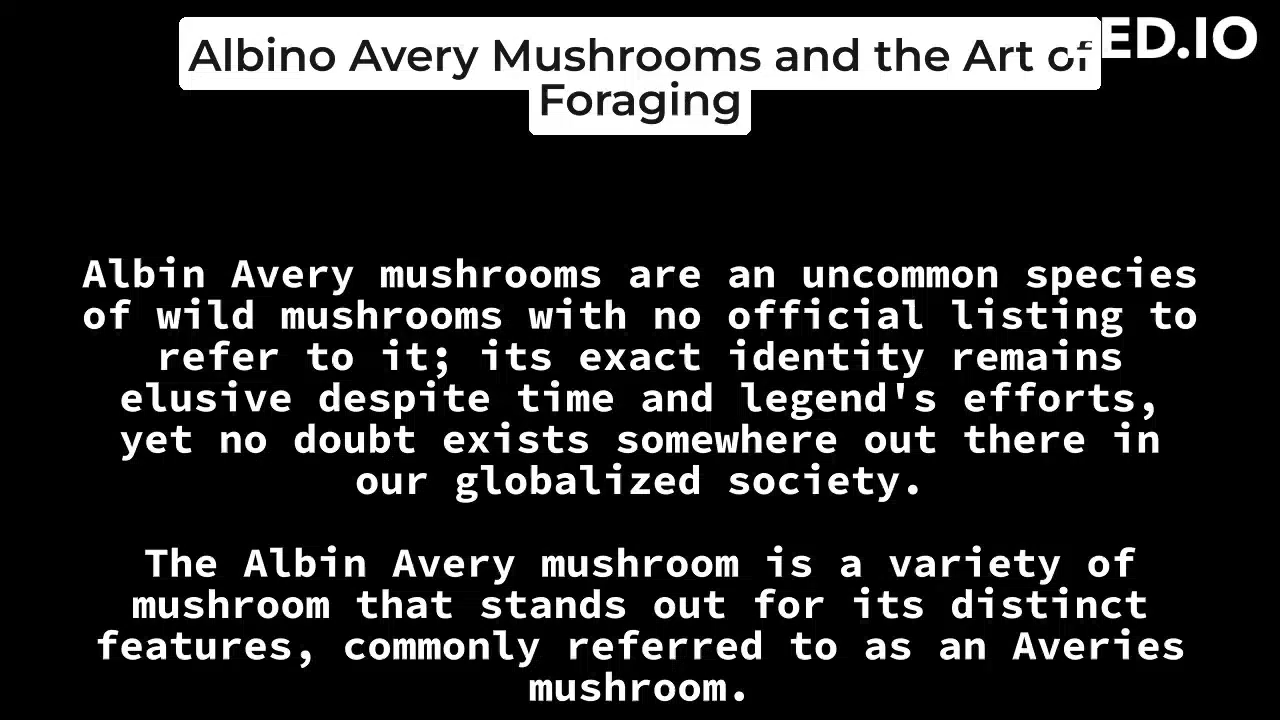 Albino Avery Mushrooms and the Art of
Foraging
ED.IO
Albin Avery mushrooms are an uncommon species
of wild mushrooms with no official listing to
refer to it; its exact identity remains
elusive despite time and legend's efforts,
yet no doubt exists somewhere out there in
our globalized society.
The Albin Avery mushroom is a variety of
mushroom that stands out for its distinct
features, commonly referred to as an Averies
mushroom.